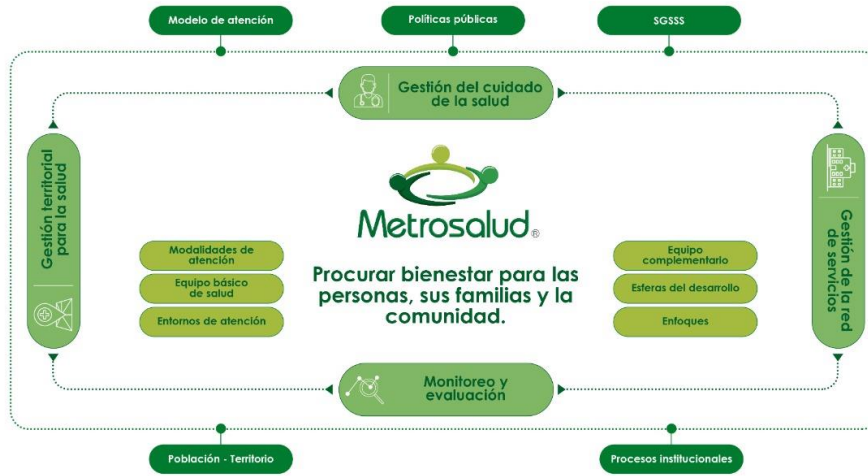 Modelo de atención
Políticas públicas
SGSSS
Gestión del cuidado
de la salud
Gestión territorial
para la salud
Metrosalud®
Gestión de la red
de servicios
Modalidades de
atención
Equipo básico
de salud
Entornos de atención
Procurar bienestar para las
personas, sus familias y la
comunidad.
Equipo
complementario
Esferas del desarrollo
Enfoques
Monitoreo y
evaluación
Población - Territorio
Procesos institucionales